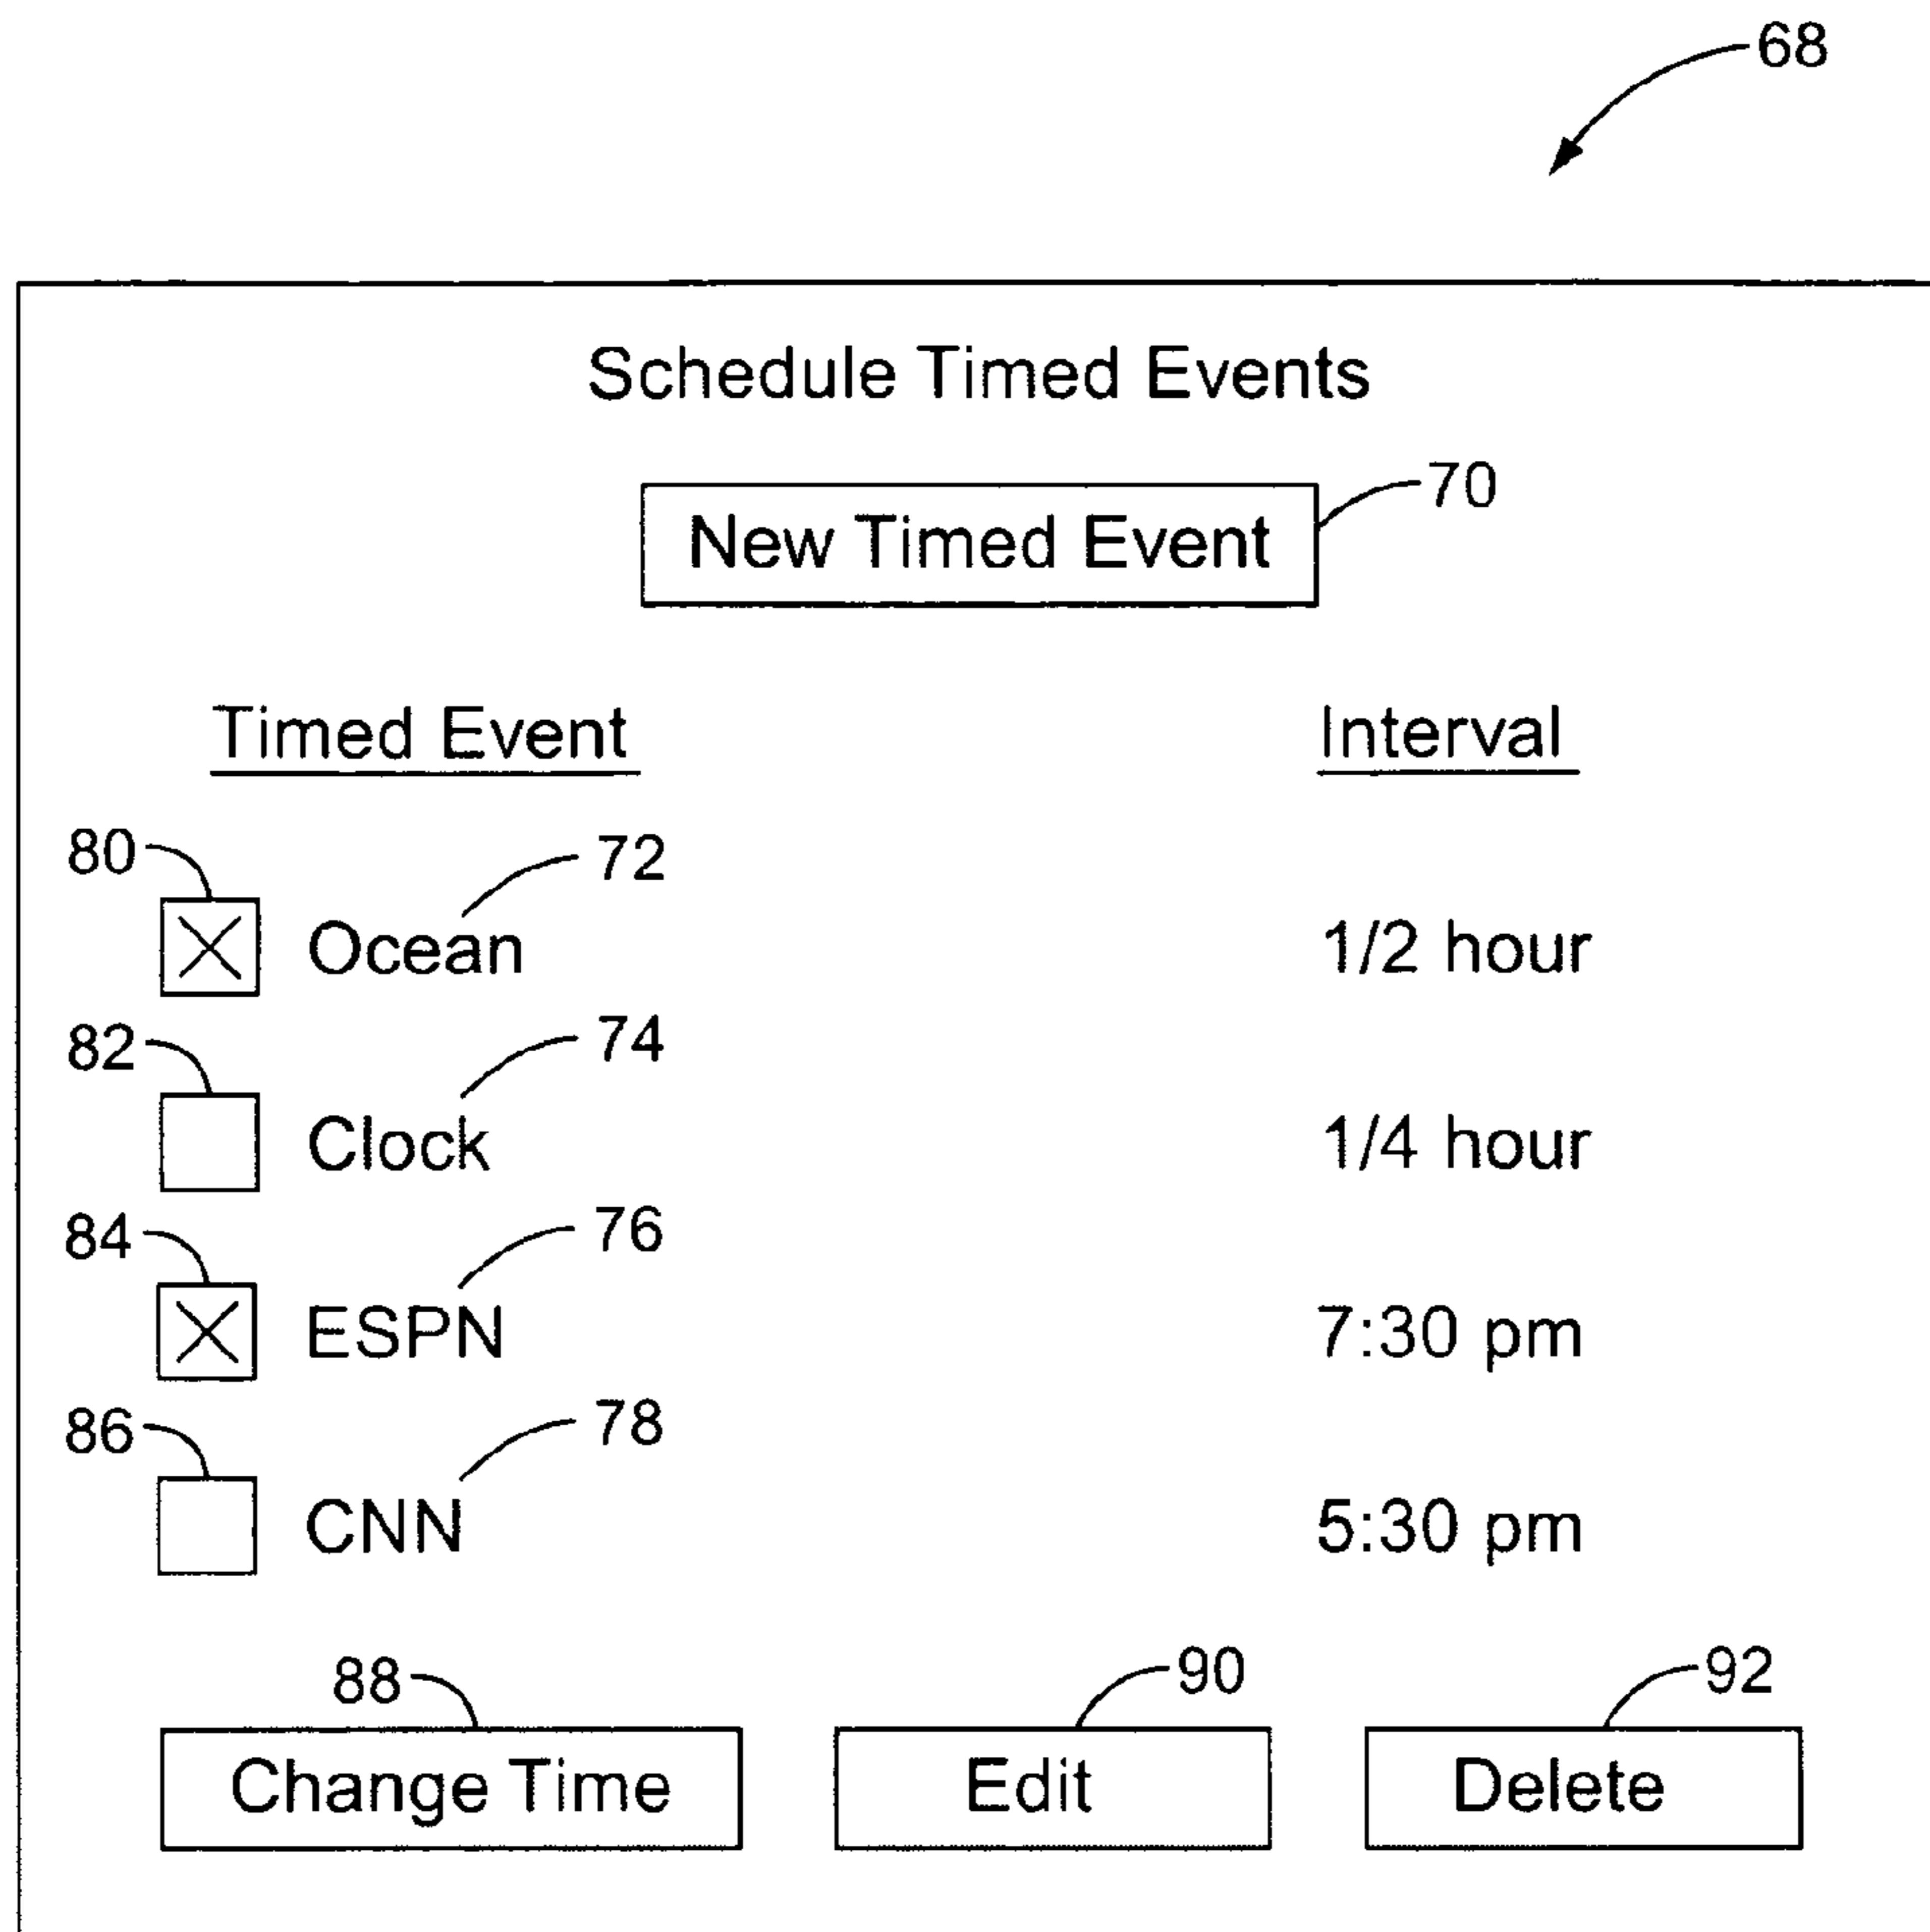 68
Schedule Timed Events
New Timed Event 70
Timed Event Interval
80 72
Ocean 1/2 hour
82 74
Clock 1/4 hour
84 76
ESPN 7:30 pm
86 78
CNN 5:30 pm
88 90 92
Change Time Edit Delete